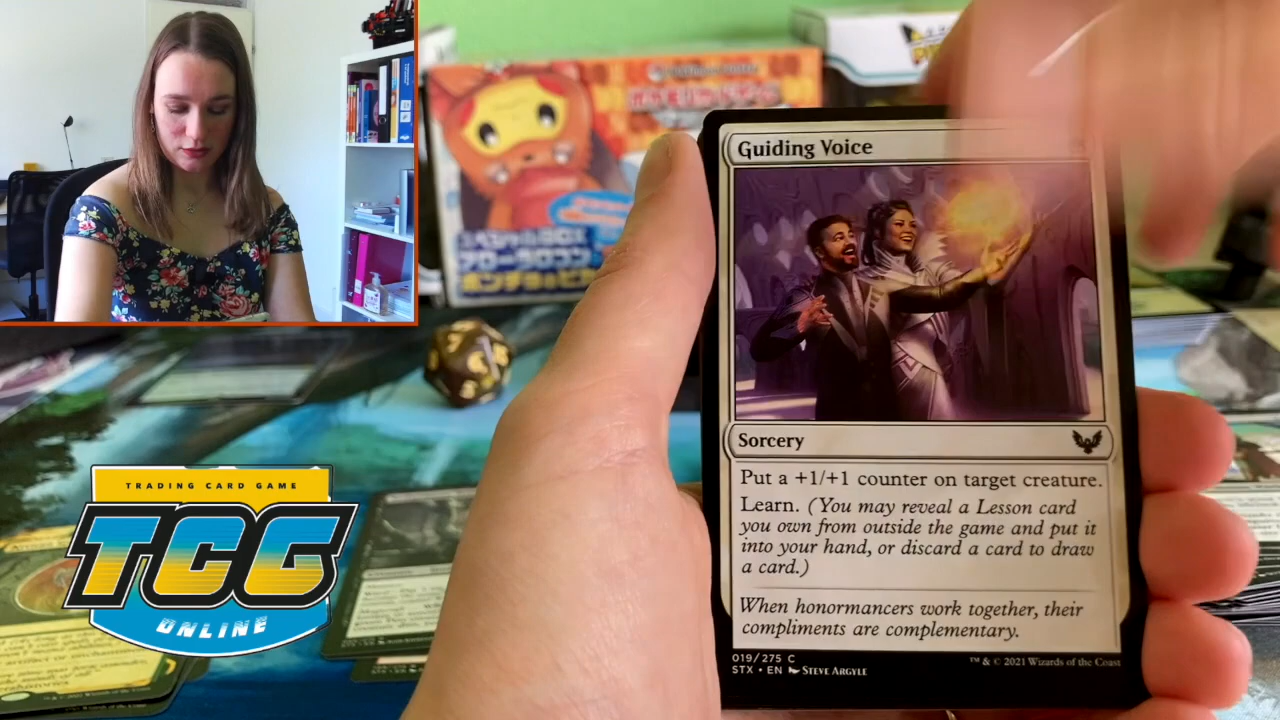 Guiding Voice
Sorcery
Put a +1/+1 counter on target creature.
Learn. (You may reveal a Lesson card
you own from outside the game and put it
into your hand, or discard a card to draw
a card.)
When honormancers work together, their
compliments are complementary.
019/275 C
STX • EN STEVE ARGYLE
™ & © 2021 Wizards of the Coast
TRADING CARD GAME
TCG
ONLINE